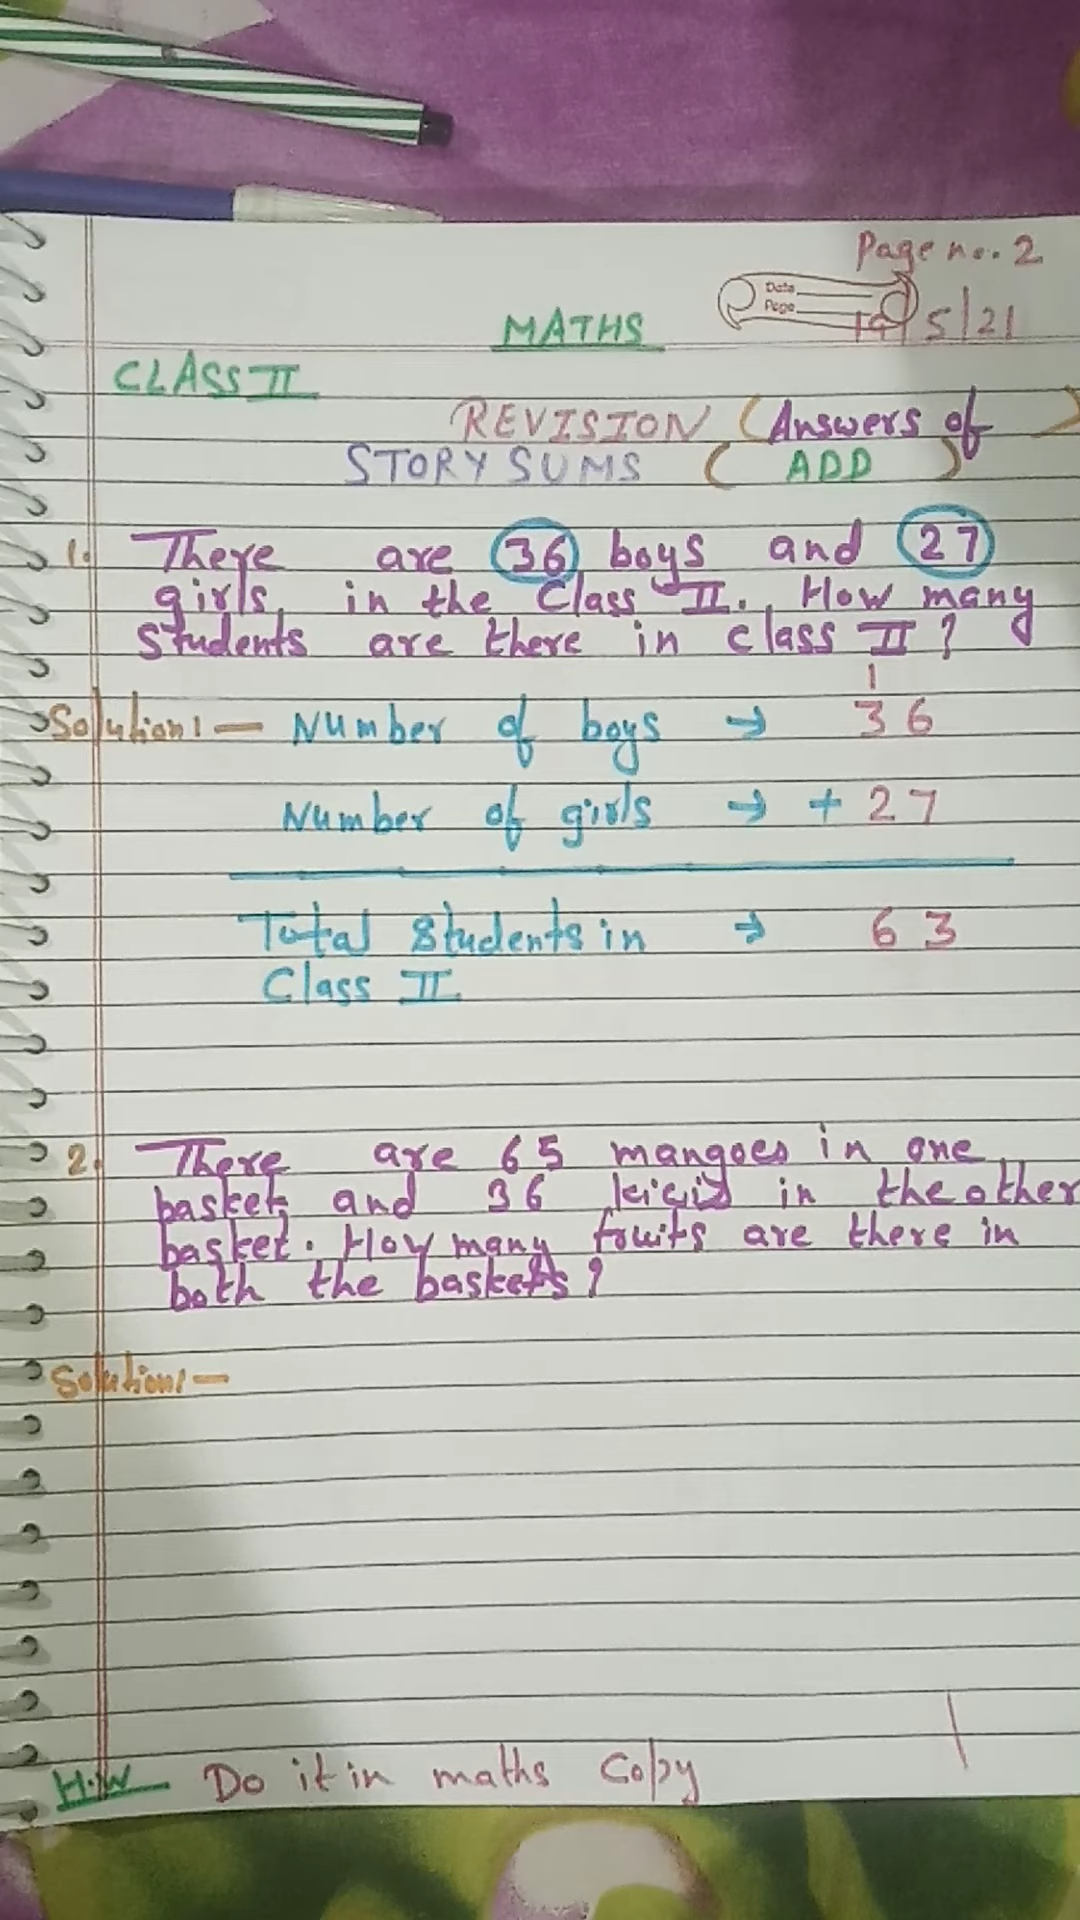 Page no. 2
Date
Page
19/5/21
MATHS
CLASS II
REVISION (Answers of)
STORY SUMS ( ADD )
1. There are 36 boys and 27
girls, in the Class II. How many
students are there in class II?
1
Solution:- Number of boys → 36
Number of girls → + 27
Total students in → 63
Class II
2. There are 65 mangoes in one
basket and 36 in the other
basket. How many fruits are there in
both the baskets?
Solution:-
H.W Do it in maths copy